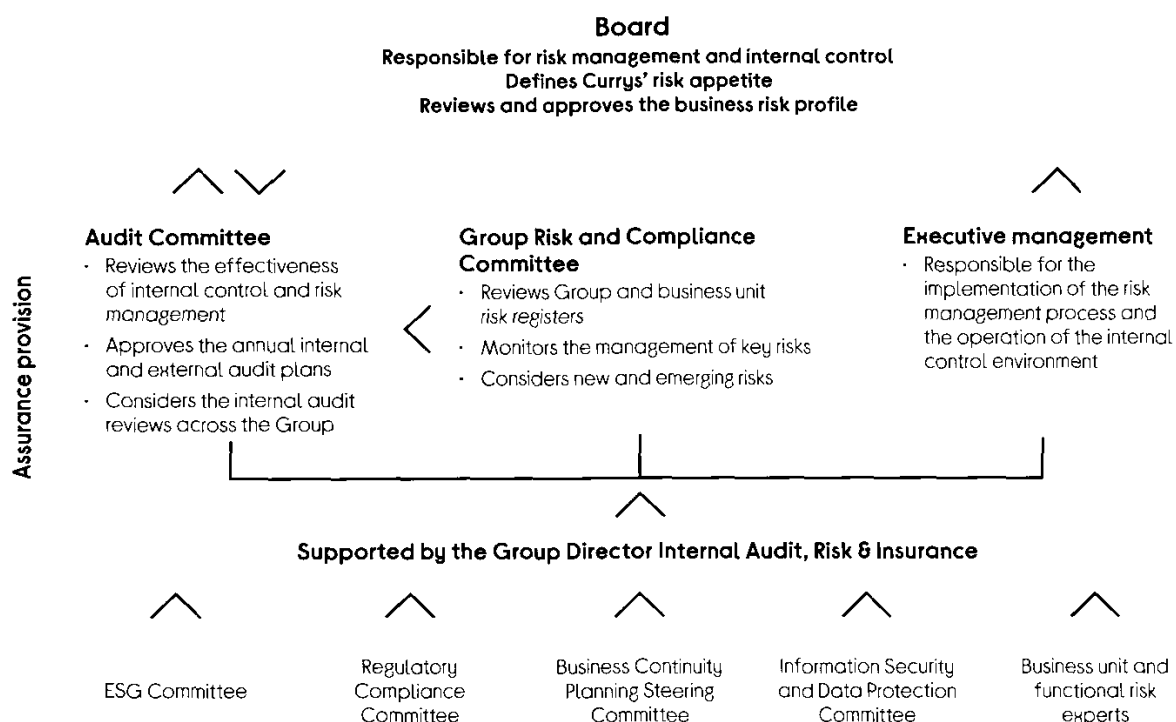 Board
Responsible for risk management and internal control
Defines Currys’ risk appetite
Reviews and approves the business risk profile
Assurance provision
Audit Committee
· Reviews the effectiveness
of internal control and risk
management
· Approves the annual internal
and external audit plans
· Considers the internal audit
reviews across the Group
Group Risk and Compliance
Committee
· Reviews Group and business unit
risk registers
· Monitors the management of key risks
· Considers new and emerging risks
Executive management
· Responsible for the
implementation of the risk
management process and
the operation of the internal
control environment
Supported by the Group Director Internal Audit, Risk & Insurance
ESG Committee
Regulatory
Compliance
Committee
Business Continuity
Planning Steering
Committee
Information Security
and Data Protection
Committee
Business unit and
functional risk
experts